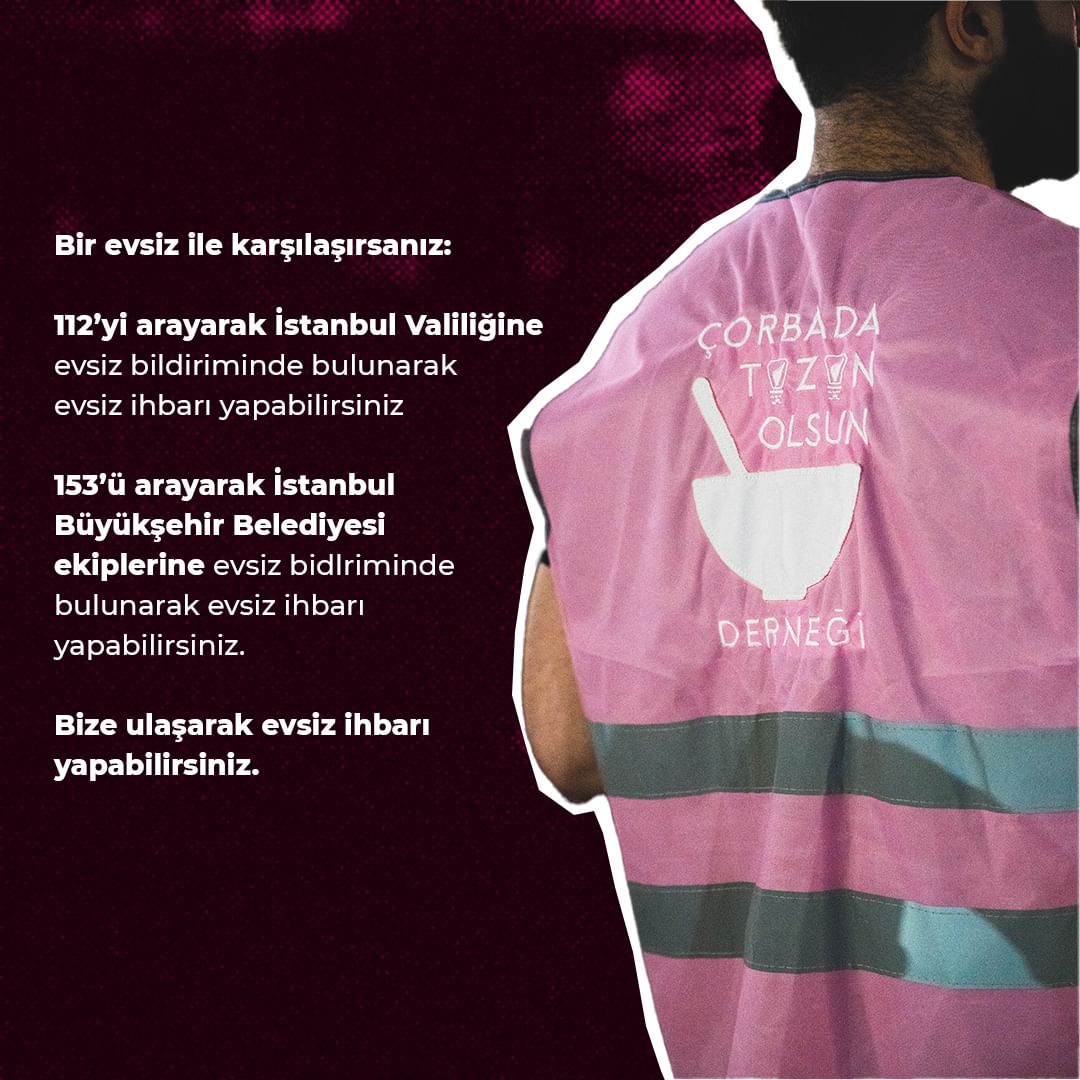 Bir evsiz ile karşılaşırsanız:
112’yi arayarak İstanbul Valiliğine
evsiz bildiriminde bulunarak
evsiz ihbarı yapabilirsiniz
153’ü arayarak İstanbul
Büyükşehir Belediyesi
ekiplerine evsiz bidlriminde
bulunarak evsiz ihbarı
yapabilirsiniz.
Bize ulaşarak evsiz ihbarı
yapabilirsiniz.
ÇORBADA
TUZUN
OLSUN
DERNEĞİ